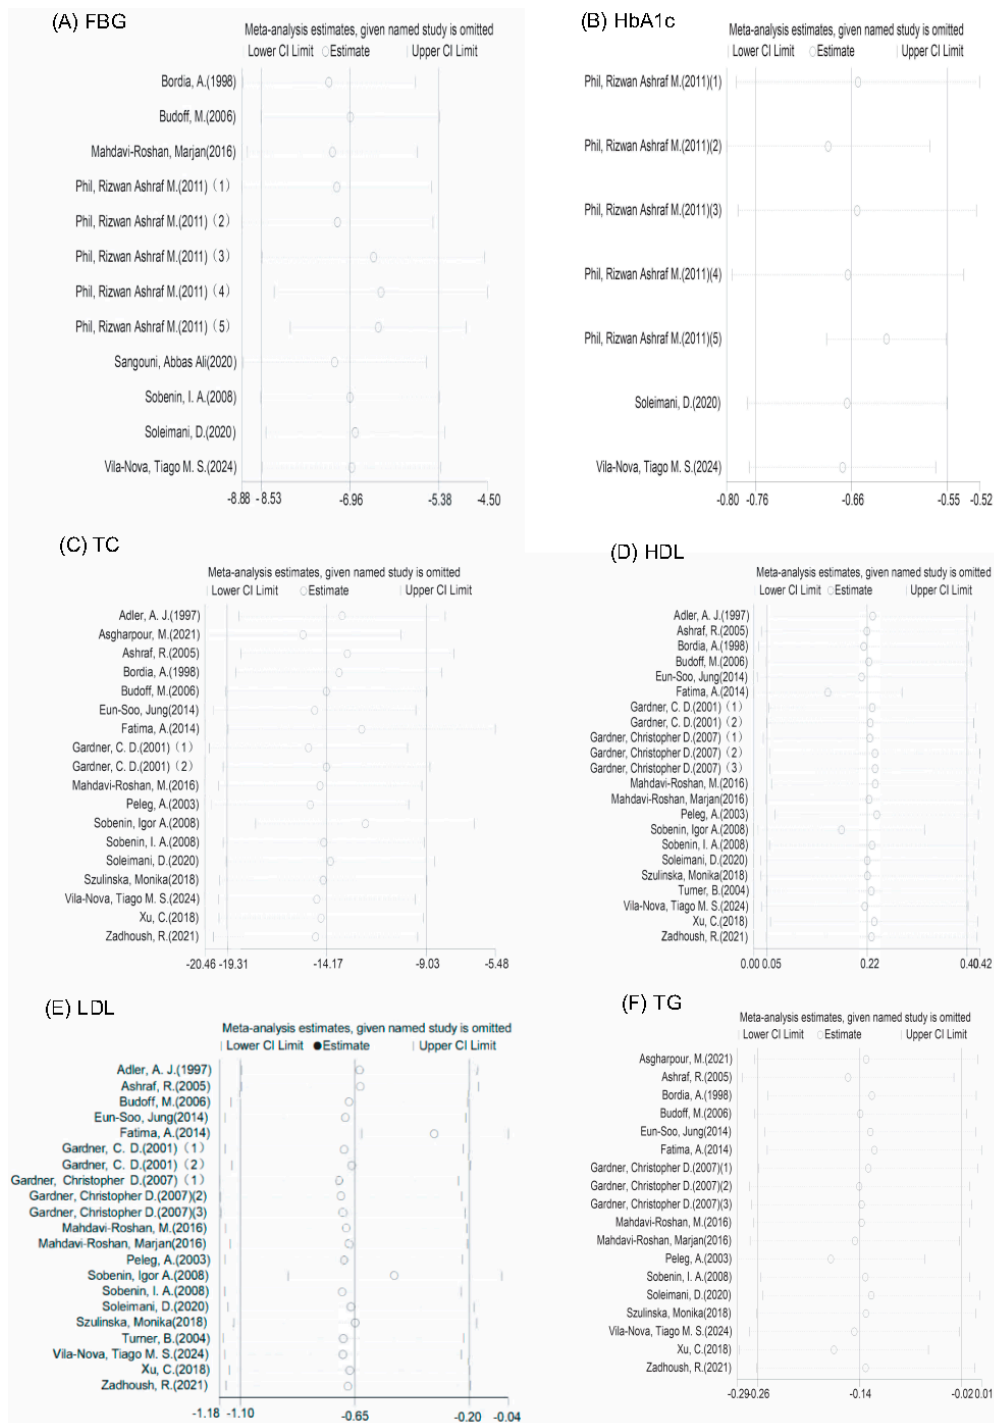 (A) FBG
Meta-analysis estimates, given named study is omitted
Lower CI Limit Estimate Upper CI Limit
Bordia, A.(1998)
Budoff, M.(2006)
Mahdavi-Roshan, Marjan(2016)
Phil, Rizwan Ashraf M.(2011)(1)
Phil, Rizwan Ashraf M.(2011)(2)
Phil, Rizwan Ashraf M.(2011)(3)
Phil, Rizwan Ashraf M.(2011)(4)
Phil, Rizwan Ashraf M.(2011)(5)
Sangouni, Abbas Ali(2020)
Sobenin, I. A.(2008)
Soleimani, D.(2020)
Vila-Nova, Tiago M. S.(2024)
-8.88 -8.53 -6.96 -5.38 -4.50
(B) HbA1c
Meta-analysis estimates, given named study is omitted
Lower CI Limit Estimate Upper CI Limit
Phil, Rizwan Ashraf M.(2011)(1)
Phil, Rizwan Ashraf M.(2011)(2)
Phil, Rizwan Ashraf M.(2011)(3)
Phil, Rizwan Ashraf M.(2011)(4)
Phil, Rizwan Ashraf M.(2011)(5)
Soleimani, D.(2020)
Vila-Nova, Tiago M. S.(2024)
-0.80 -0.76 -0.66 -0.55 -0.52
(C) TC
Meta-analysis estimates, given named study is omitted
Lower CI Limit Estimate Upper CI Limit
Adler, A. J.(1997)
Asgharpour, M.(2021)
Ashraf, R.(2005)
Bordia, A.(1998)
Budoff, M.(2006)
Eun-Soo, Jung(2014)
Fatima, A.(2014)
Gardner, C. D.(2001)(1)
Gardner, C. D.(2001)(2)
Mahdavi-Roshan, M.(2016)
Peleg, A.(2003)
Sobenin, Igor A.(2008)
Sobenin, I. A.(2008)
Soleimani, D.(2020)
Szulinska, Monika(2018)
Vila-Nova, Tiago M. S.(2024)
Xu, C.(2018)
Zadhoush, R.(2021)
-20.46 -19.31 -14.17 -9.03 -5.48
(D) HDL
Meta-analysis estimates, given named study is omitted
Lower CI Limit Estimate Upper CI Limit
Adler, A. J.(1997)
Ashraf, R.(2005)
Bordia, A.(1998)
Budoff, M.(2006)
Eun-Soo, Jung(2014)
Fatima, A.(2014)
Gardner, C. D.(2001)(1)
Gardner, C. D.(2001)(2)
Gardner, Christopher D.(2007)(1)
Gardner, Christopher D.(2007)(2)
Gardner, Christopher D.(2007)(3)
Mahdavi-Roshan, M.(2016)
Mahdavi-Roshan, Marjan(2016)
Peleg, A.(2003)
Sobenin, Igor A.(2008)
Sobenin, I. A.(2008)
Soleimani, D.(2020)
Szulinska, Monika(2018)
Turner, B.(2004)
Vila-Nova, Tiago M. S.(2024)
Xu, C.(2018)
Zadhoush, R.(2021)
0.00 0.05 0.22 0.40 0.42
(E) LDL
Meta-analysis estimates, given named study is omitted
Lower CI Limit Estimate Upper CI Limit
Adler, A. J.(1997)
Ashraf, R.(2005)
Budoff, M.(2006)
Eun-Soo, Jung(2014)
Fatima, A.(2014)
Gardner, C. D.(2001)(1)
Gardner, C. D.(2001)(2)
Gardner, Christopher D.(2007)(1)
Gardner, Christopher D.(2007)(2)
Gardner, Christopher D.(2007)(3)
Mahdavi-Roshan, M.(2016)
Mahdavi-Roshan, Marjan(2016)
Peleg, A.(2003)
Sobenin, Igor A.(2008)
Sobenin, I. A.(2008)
Soleimani, D.(2020)
Szulinska, Monika(2018)
Turner, B.(2004)
Vila-Nova, Tiago M. S.(2024)
Xu, C.(2018)
Zadhoush, R.(2021)
-1.18 -1.10 -0.65 -0.20 -0.04
(F) TG
Meta-analysis estimates, given named study is omitted
Lower CI Limit Estimate Upper CI Limit
Asgharpour, M.(2021)
Ashraf, R.(2005)
Bordia, A.(1998)
Budoff, M.(2006)
Eun-Soo, Jung(2014)
Fatima, A.(2014)
Gardner, Christopher D.(2007)(1)
Gardner, Christopher D.(2007)(2)
Gardner, Christopher D.(2007)(3)
Mahdavi-Roshan, M.(2016)
Mahdavi-Roshan, Marjan(2016)
Peleg, A.(2003)
Sobenin, I. A.(2008)
Soleimani, D.(2020)
Szulinska, Monika(2018)
Vila-Nova, Tiago M. S.(2024)
Xu, C.(2018)
Zadhoush, R.(2021)
-0.29 -0.26 -0.14 -0.02 0.01